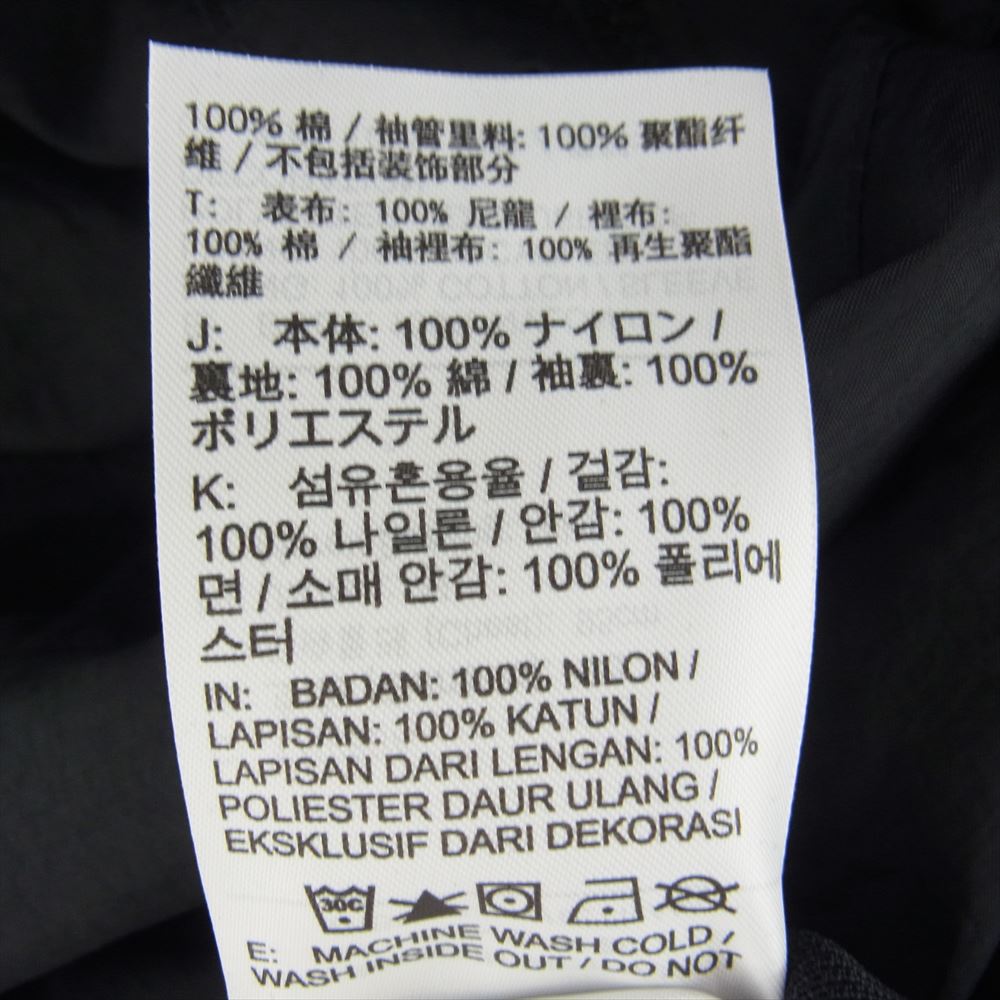 100% 棉 / 袖管里料: 100% 聚酯纤
维 / 不包括装饰部分
T: 表布: 100% 尼龍 / 裡布:
100% 棉 / 袖裡布: 100% 再生聚酯
纖維
J: 本体: 100% ナイロン /
裏地: 100% 綿 / 袖裏: 100%
ポリエステル
K: 섬유혼용율 / 겉감:
100% 나일론 / 안감: 100%
면 / 소매 안감: 100% 폴리에
스터
IN: BADAN: 100% NILON /
LAPISAN: 100% KATUN /
LAPISAN DARI LENGAN: 100%
POLIESTER DAUR ULANG /
EKSKLUSIF DARI DEKORASI
30C
E: MACHINE WASH COLD /
WASH INSIDE OUT / DO NOT